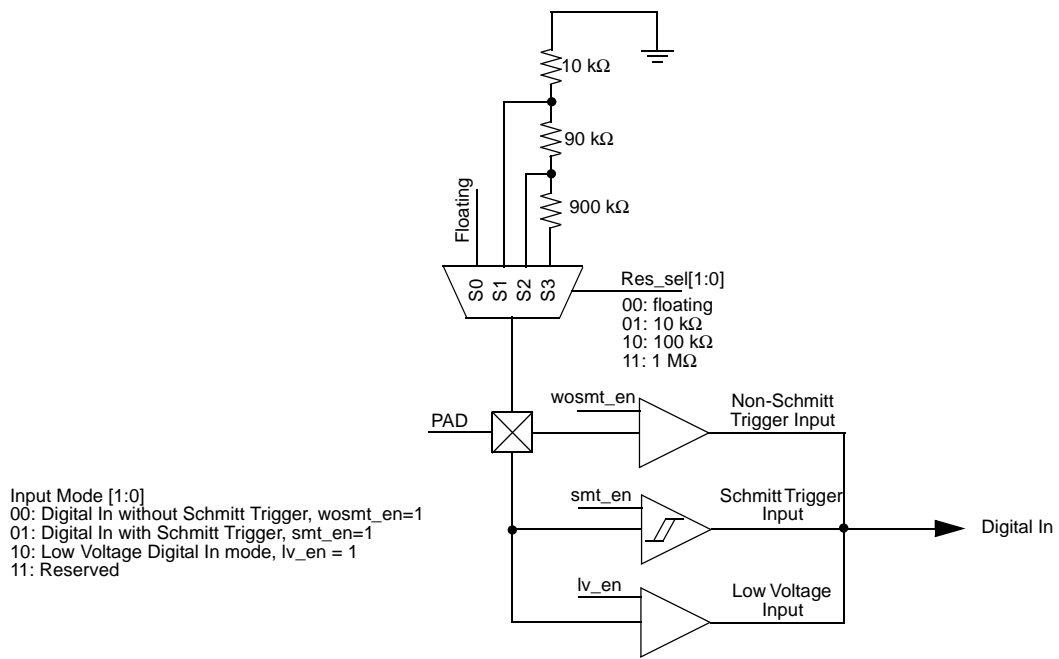 10 kΩ
90 kΩ
900 kΩ
Floating
S0
S1
S2
S3
Res_sel[1:0]
00: floating
01: 10 kΩ
10: 100 kΩ
11: 1 MΩ
PAD
wosmt_en
Non-Schmitt
Trigger Input
Input Mode [1:0]
00: Digital In without Schmitt Trigger, wosmt_en=1
01: Digital In with Schmitt Trigger, smt_en=1
10: Low Voltage Digital In mode, lv_en = 1
11: Reserved
smt_en
Schmitt Trigger
Input
Digital In
lv_en
Low Voltage
Input